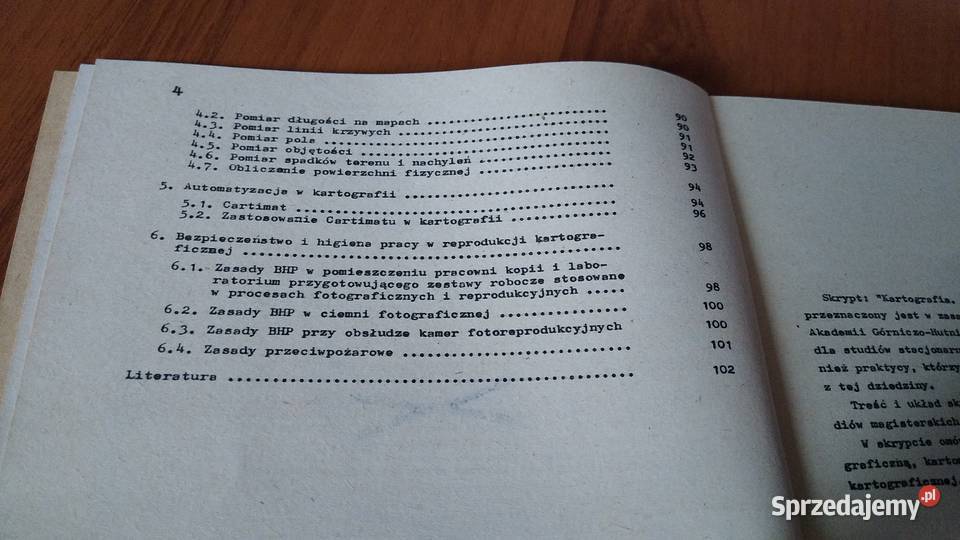 4
4.2. Pomiar długości na mapach .......................... 90
4.3. Pomiar linii krzywych .............................. 90
4.4. Pomiar pola ........................................ 91
4.5. Pomiar objętości ................................... 91
4.6. Pomiar spadków terenu i nachyleń ................... 92
4.7. Obliczenie powierzchni fizycznej ................... 93
5. Automatyzacja w kartografii .......................... 94
5.1. Cartimat ........................................... 94
5.2. Zastosowanie Cartimatu w kartografii ............... 96
6. Bezpieczeństwo i higiena pracy w reprodukcji kartogra-
ficznej ................................................. 98
6.1. Zasady BHP w pomieszczeniu pracowni kopii i labo-
ratorium przygotowującego zestawy robocze stosowane
w procesach fotograficznych i reprodukcyjnych ..... 98
6.2. Zasady BHP w ciemni fotograficznej ................. 100
6.3. Zasady BHP przy obsłudze kamer fotoreprodukcyjnych 100
6.4. Zasady przeciwpożarowe ............................. 101
Literatura .............................................. 102
Skrypt: "Kartografia.
przeznaczony jest w
Akademii Górniczo-Hutni
dla studiów stacjonar
nież praktycy, którzy
z tej dziedziny.
Treść i układ sk
diów magisterskich
W skrypcie omó
graficzną, karto
kartograficznej.
Sprzedajemy.pl